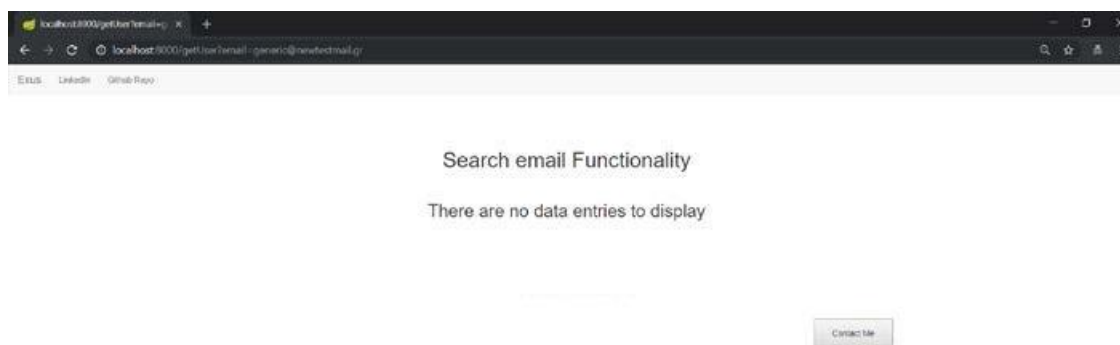 localhost:8000/getUser?email=g
localhost:8000/getUser?email=generic@newtestmail.gr
Exus LinkedIn Github Repo
Search email Functionality
There are no data entries to display
Contact Me